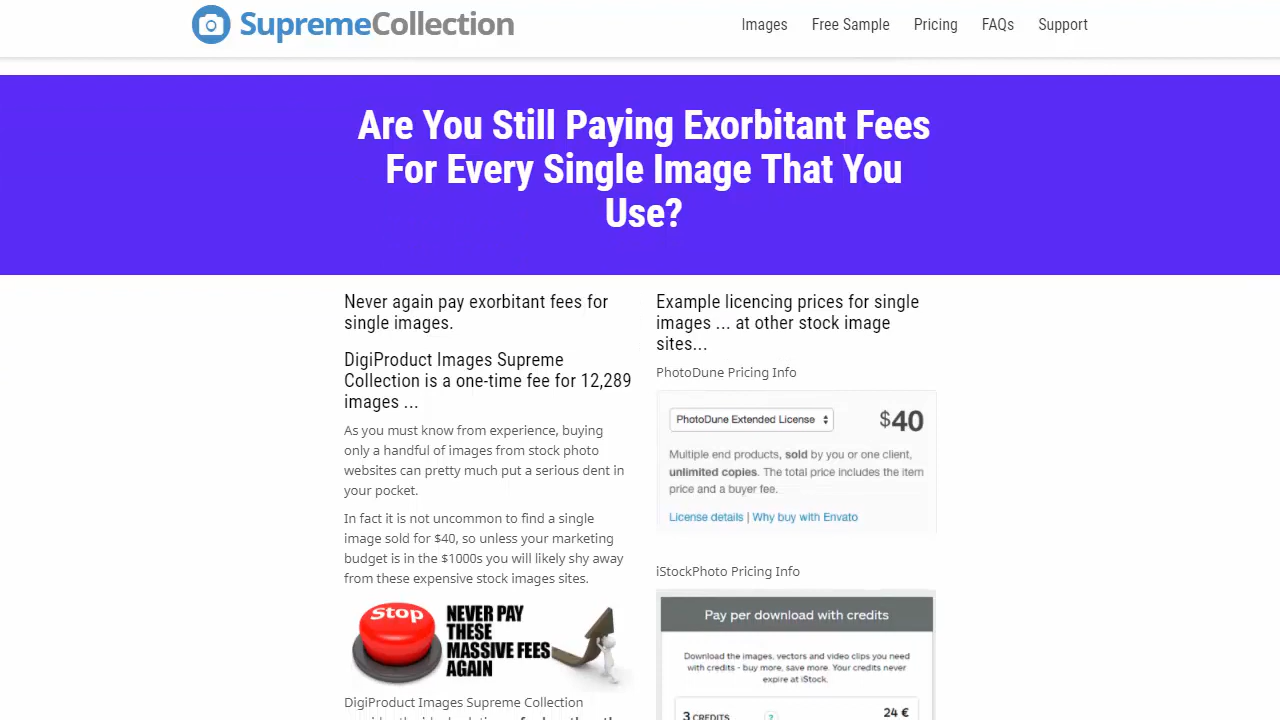 SupremeCollection
Images Free Sample Pricing FAQs Support
Are You Still Paying Exorbitant Fees
For Every Single Image That You
Use?
Never again pay exorbitant fees for
single images.
DigiProduct Images Supreme
Collection is a one-time fee for 12,289
images ...
As you must know from experience, buying
only a handful of images from stock photo
websites can pretty much put a serious dent in
your pocket.
In fact it is not uncommon to find a single
image sold for $40, so unless your marketing
budget is in the $1000s you will likely shy away
from these expensive stock images sites.
Stop
NEVER PAY
THESE
MASSIVE FEES
AGAIN
DigiProduct Images Supreme Collection
Example licencing prices for single
images ... at other stock image
sites...
PhotoDune Pricing Info
PhotoDune Extended License $40
Multiple end products, sold by you or one client,
unlimited copies. The total price includes the item
price and a buyer fee.
License details | Why buy with Envato
iStockPhoto Pricing Info
Pay per download with credits
Download the images, vectors and video clips you need
with credits - buy more, save more. Your credits never
expire at iStock.
3 CREDITS ? 24 €